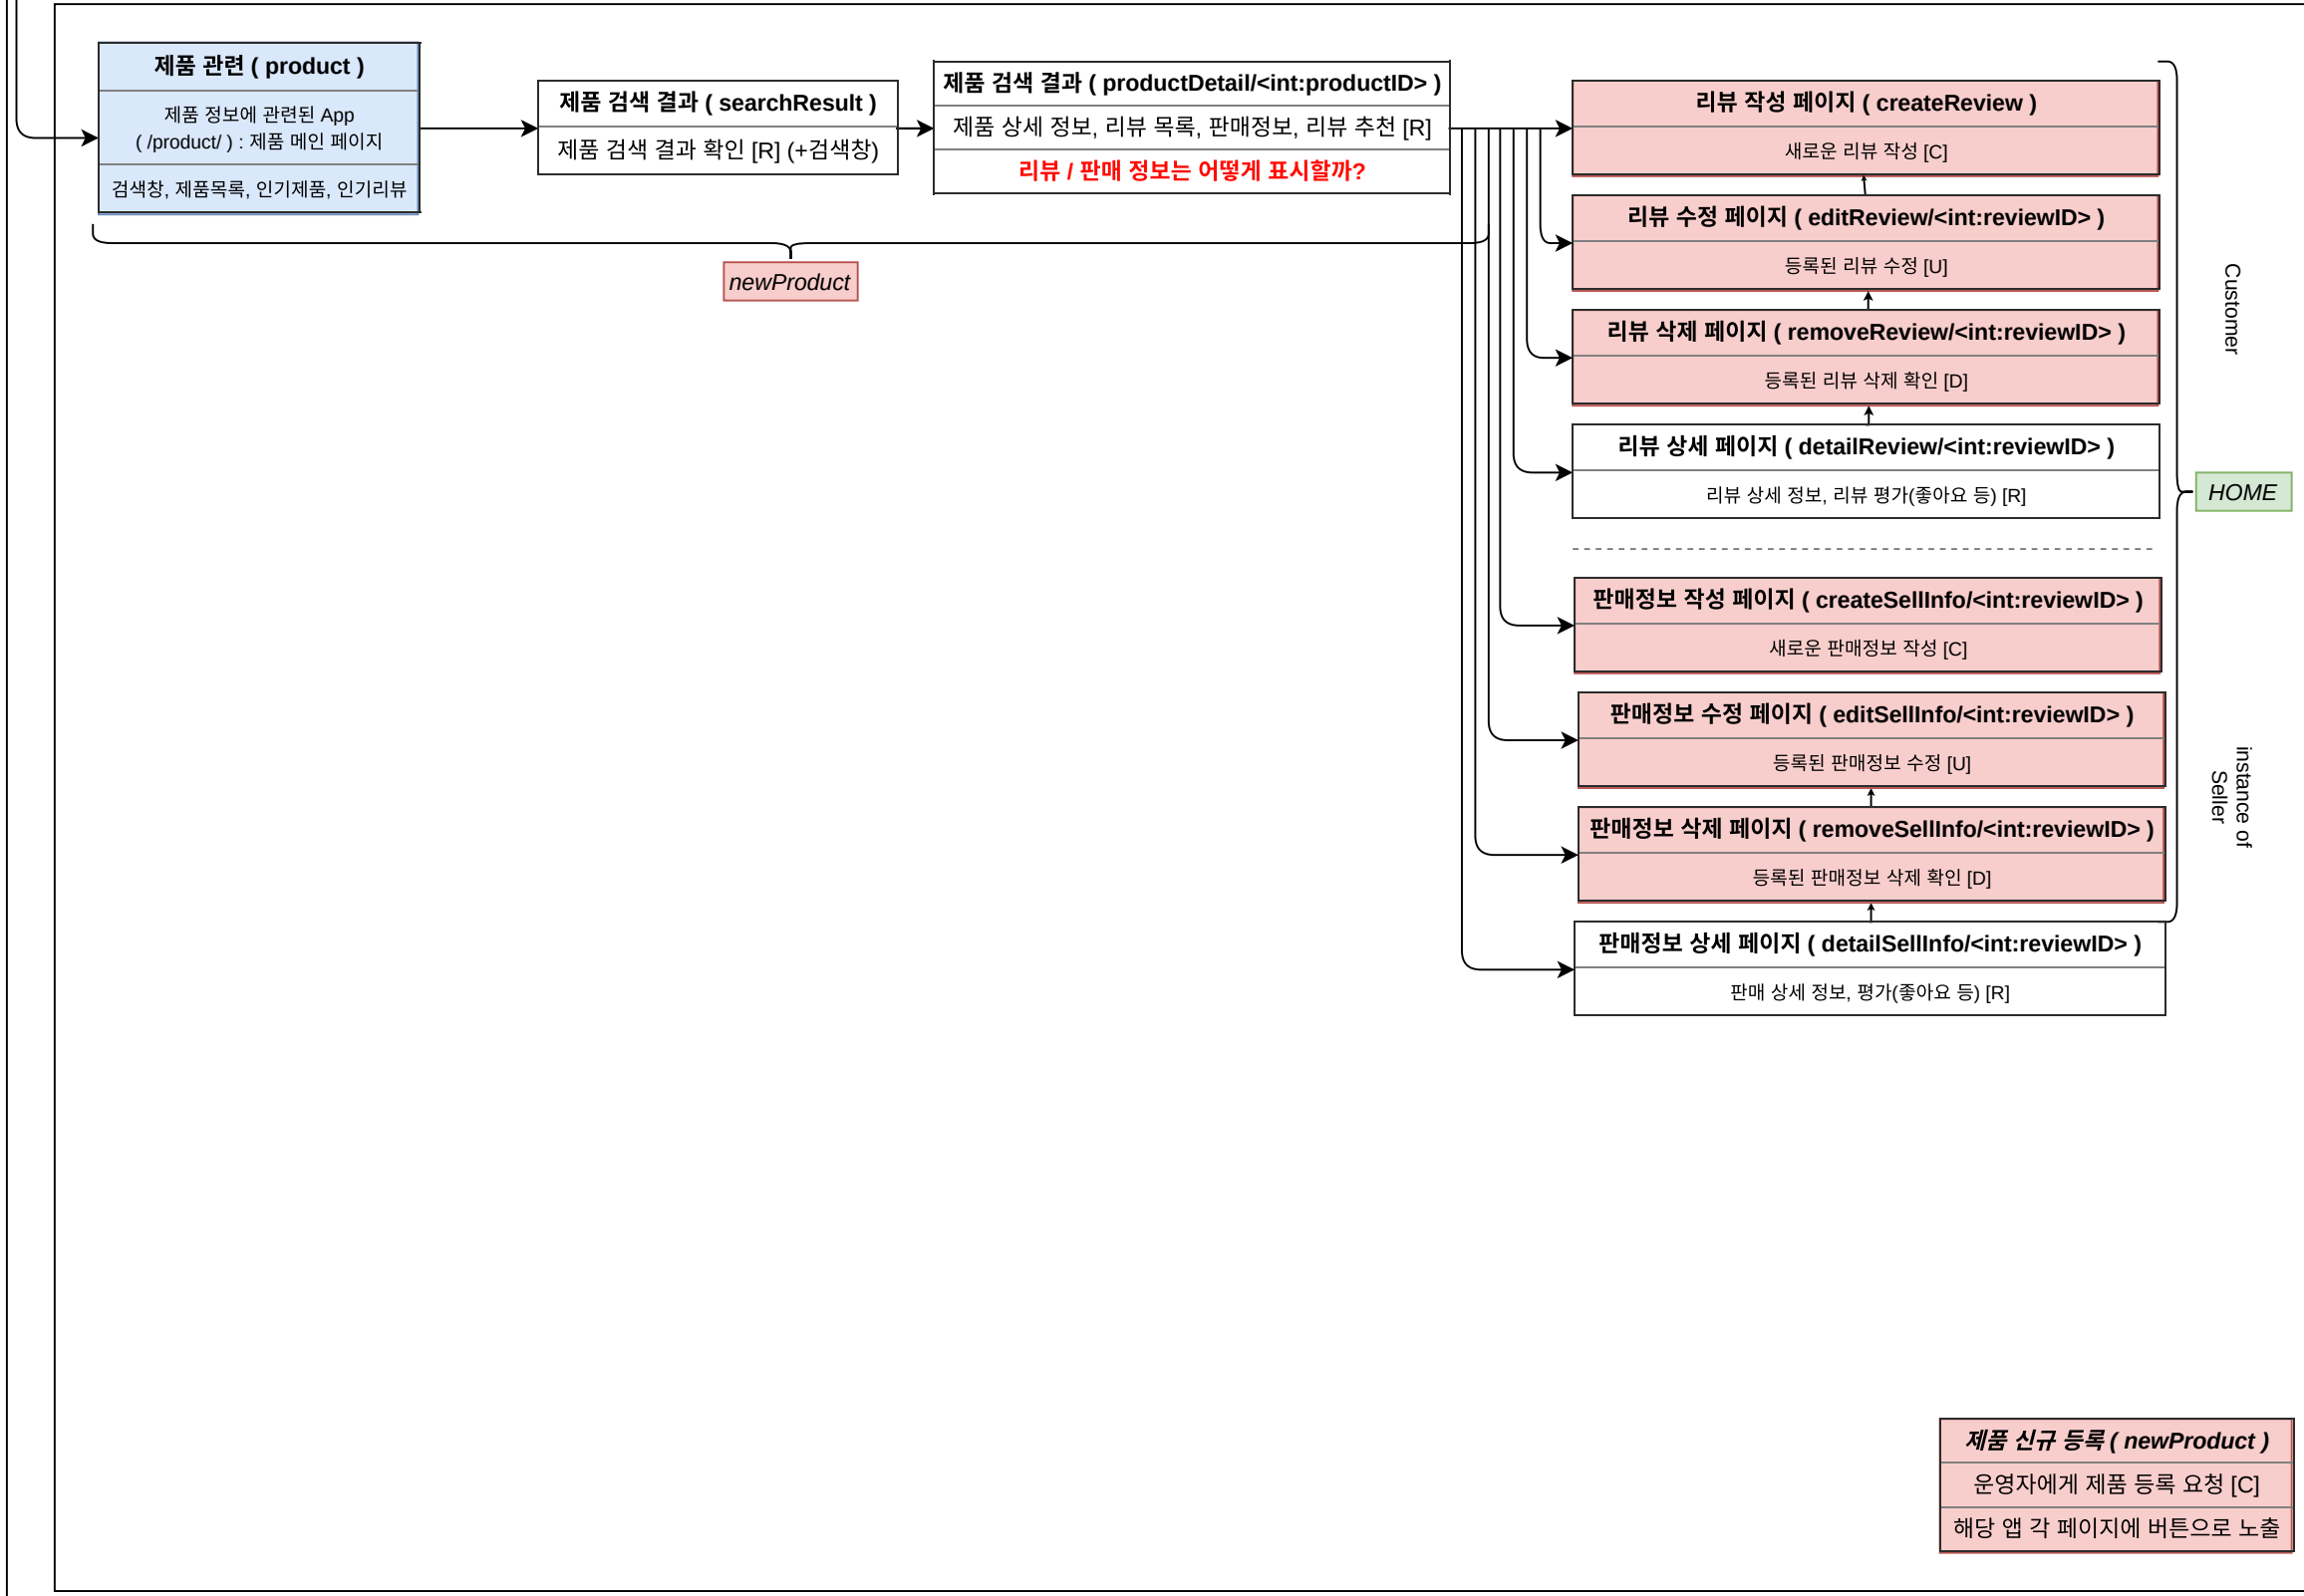 제품 관련 ( product )
제품 정보에 관련된 App
( /product/ ) : 제품 메인 페이지
검색창, 제품목록, 인기제품, 인기리뷰
제품 검색 결과 ( searchResult )
제품 검색 결과 확인 [R] (+검색창)
제품 검색 결과 ( productDetail/<int:productID> )
제품 상세 정보, 리뷰 목록, 판매정보, 리뷰 추천 [R]
리뷰 / 판매 정보는 어떻게 표시할까?
newProduct
리뷰 작성 페이지 ( createReview )
새로운 리뷰 작성 [C]
리뷰 수정 페이지 ( editReview/<int:reviewID> )
등록된 리뷰 수정 [U]
리뷰 삭제 페이지 ( removeReview/<int:reviewID> )
등록된 리뷰 삭제 확인 [D]
리뷰 상세 페이지 ( detailReview/<int:reviewID> )
리뷰 상세 정보, 리뷰 평가(좋아요 등) [R]
Customer
HOME
판매정보 작성 페이지 ( createSellInfo/<int:reviewID> )
새로운 판매정보 작성 [C]
판매정보 수정 페이지 ( editSellInfo/<int:reviewID> )
등록된 판매정보 수정 [U]
판매정보 삭제 페이지 ( removeSellInfo/<int:reviewID> )
등록된 판매정보 삭제 확인 [D]
판매정보 상세 페이지 ( detailSellInfo/<int:reviewID> )
판매 상세 정보, 평가(좋아요 등) [R]
instance of
Seller
제품 신규 등록 ( newProduct )
운영자에게 제품 등록 요청 [C]
해당 앱 각 페이지에 버튼으로 노출